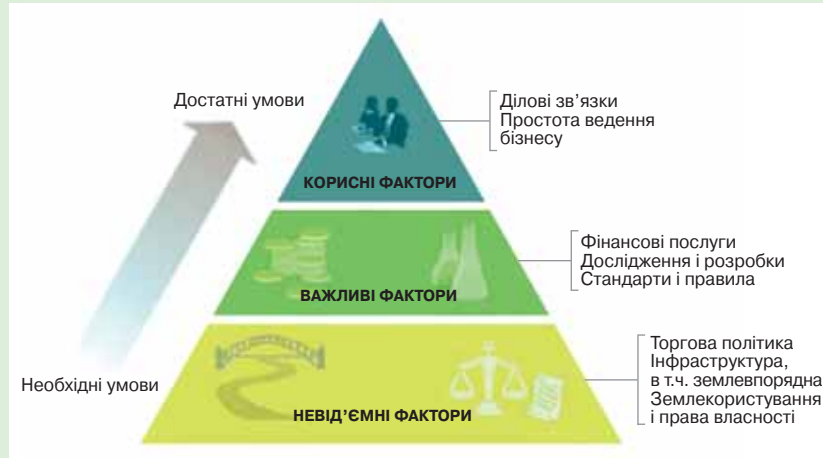 Достатні умови
Ділові зв’язки
Простота ведення
бізнесу
КОРИСНІ ФАКТОРИ
Фінансові послуги
Дослідження і розробки
Стандарти і правила
ВАЖЛИВІ ФАКТОРИ
Торгова політика
Інфраструктура,
в т.ч. землевпорядна
Землекористування
і права власності
Необхідні умови
НЕВІД’ЄМНІ ФАКТОРИ